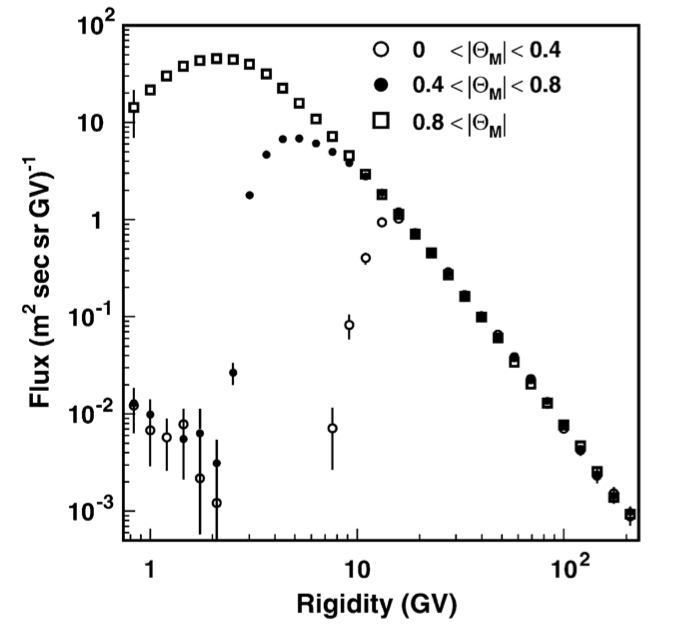 10²
10
1
10⁻¹
10⁻²
10⁻³
Flux (m² sec sr GV)⁻¹
0 <|Θ_M|< 0.4
0.4 <|Θ_M|< 0.8
0.8 <|Θ_M|
1 10 10²
Rigidity (GV)